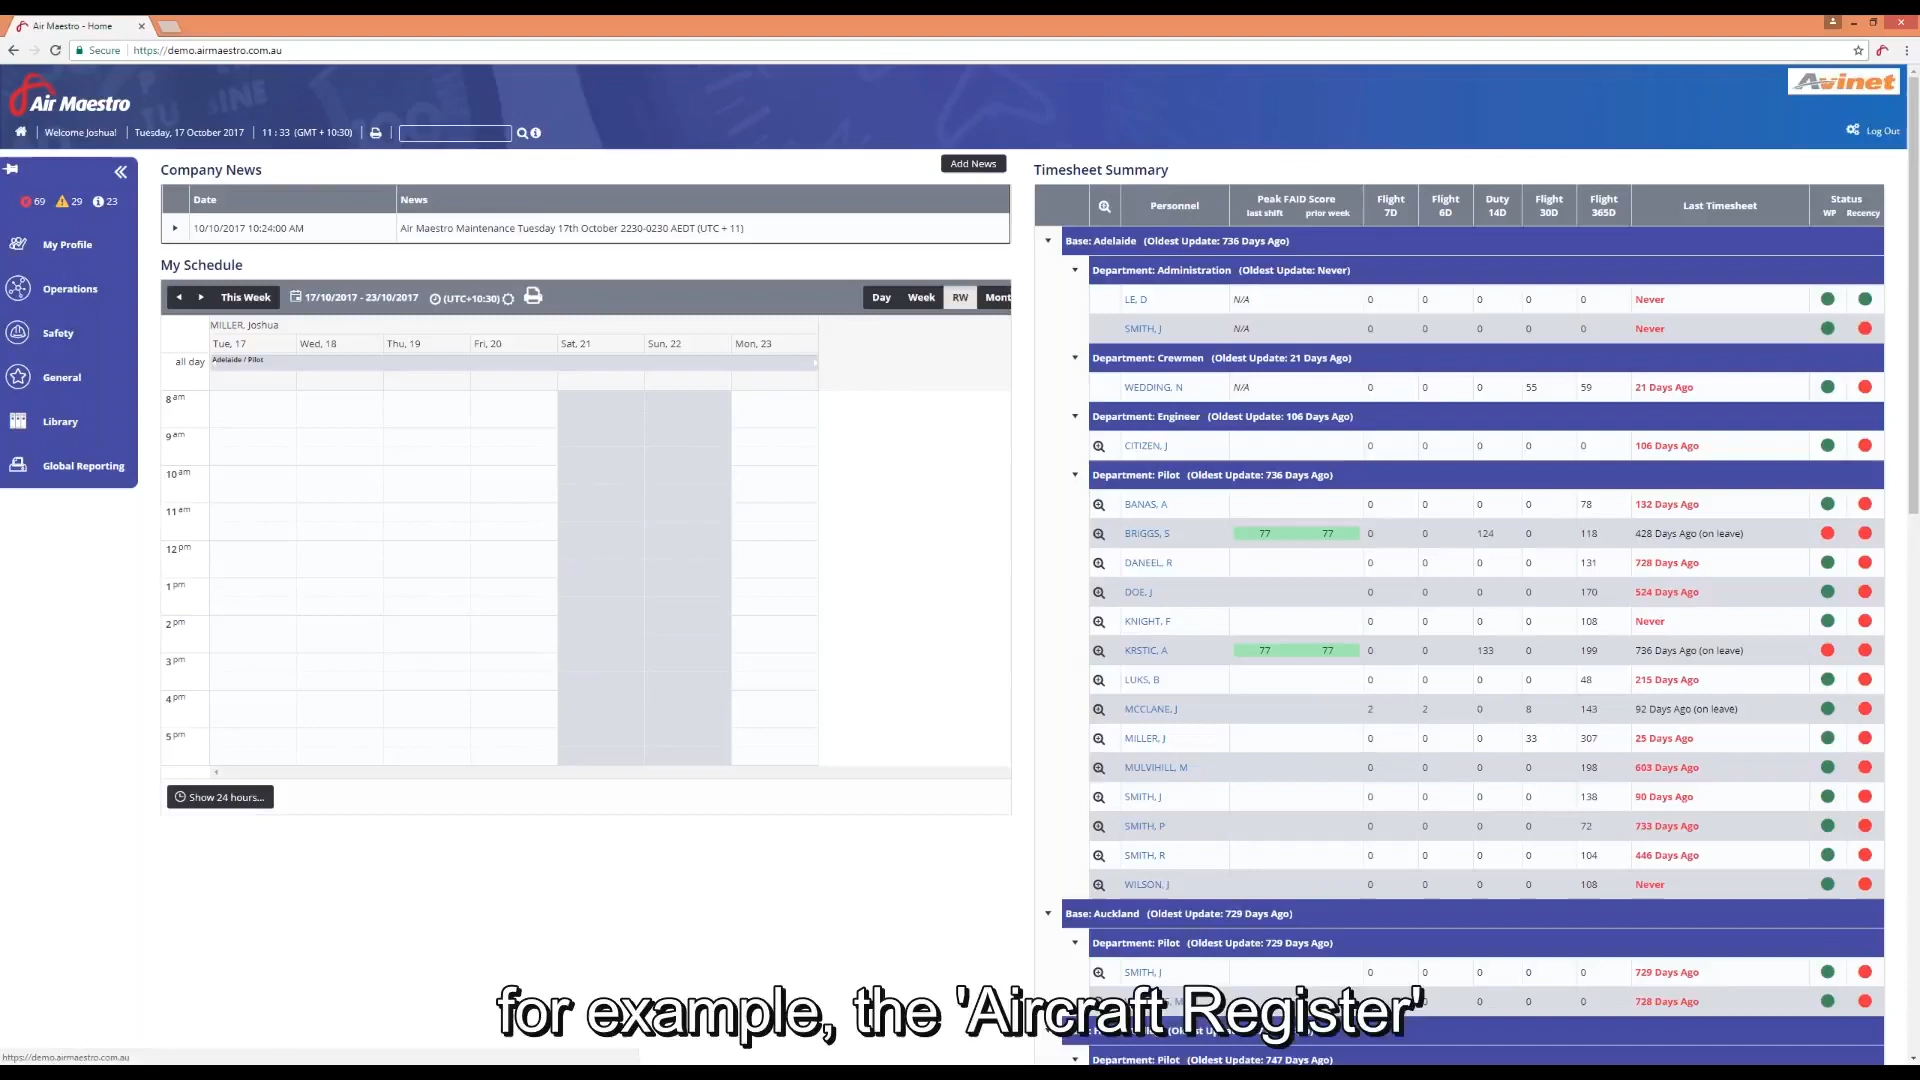 Air Maestro - Home
Secure https://demo.airmaestro.com.au
Air Maestro
Avinet
Welcome Joshua! Tuesday, 17 October 2017 11 : 33 (GMT + 10:30)
Log Out
69 29 23
My Profile
Operations
Safety
General
Library
Global Reporting
Company News
Add News
Date News
10/10/2017 10:24:00 AM Air Maestro Maintenance Tuesday 17th October 2230-0230 AEDT (UTC + 11)
My Schedule
This Week 17/10/2017 - 23/10/2017 (UTC+10:30) Day Week RW Mont
MILLER, Joshua
Tue, 17 Wed, 18 Thu, 19 Fri, 20 Sat, 21 Sun, 22 Mon, 23
all day Adelaide / Pilot
8 am
9 am
10 am
11 am
12 pm
1 pm
2 pm
3 pm
4 pm
5 pm
Show 24 hours...
Timesheet Summary
Personnel Peak FAID Score last shift prior week Flight 7D Flight 6D Duty 14D Flight 30D Flight 365D Last Timesheet Status WP Recency
Base: Adelaide (Oldest Update: 736 Days Ago)
Department: Administration (Oldest Update: Never)
LE, D N/A 0 0 0 0 0 Never
SMITH, J N/A 0 0 0 0 0 Never
Department: Crewmen (Oldest Update: 21 Days Ago)
WEDDING, N N/A 0 0 0 55 59 21 Days Ago
Department: Engineer (Oldest Update: 106 Days Ago)
CITIZEN, J 0 0 0 0 0 106 Days Ago
Department: Pilot (Oldest Update: 736 Days Ago)
BANAS, A 0 0 0 0 78 132 Days Ago
BRIGGS, S 77 77 0 0 124 0 118 428 Days Ago (on leave)
DANEEL, R 0 0 0 0 131 728 Days Ago
DOE, J 0 0 0 0 170 524 Days Ago
KNIGHT, F 0 0 0 0 108 Never
KRSTIC, A 77 77 0 0 133 0 199 736 Days Ago (on leave)
LUKS, B 0 0 0 0 48 215 Days Ago
MCCLANE, J 2 2 0 8 143 92 Days Ago (on leave)
MILLER, J 0 0 0 33 307 25 Days Ago
MULVIHILL, M 0 0 0 0 198 603 Days Ago
SMITH, J 0 0 0 0 138 90 Days Ago
SMITH, P 0 0 0 0 72 733 Days Ago
SMITH, R 0 0 0 0 104 446 Days Ago
WILSON, J 0 0 0 0 108 Never
Base: Auckland (Oldest Update: 729 Days Ago)
Department: Pilot (Oldest Update: 729 Days Ago)
SMITH, J 0 0 0 0 0 729 Days Ago
0 0 0 0 728 Days Ago
Department: Pilot (Oldest Update: 747 Days Ago)
for example, the 'Aircraft Register'
https://demo.airmaestro.com.au